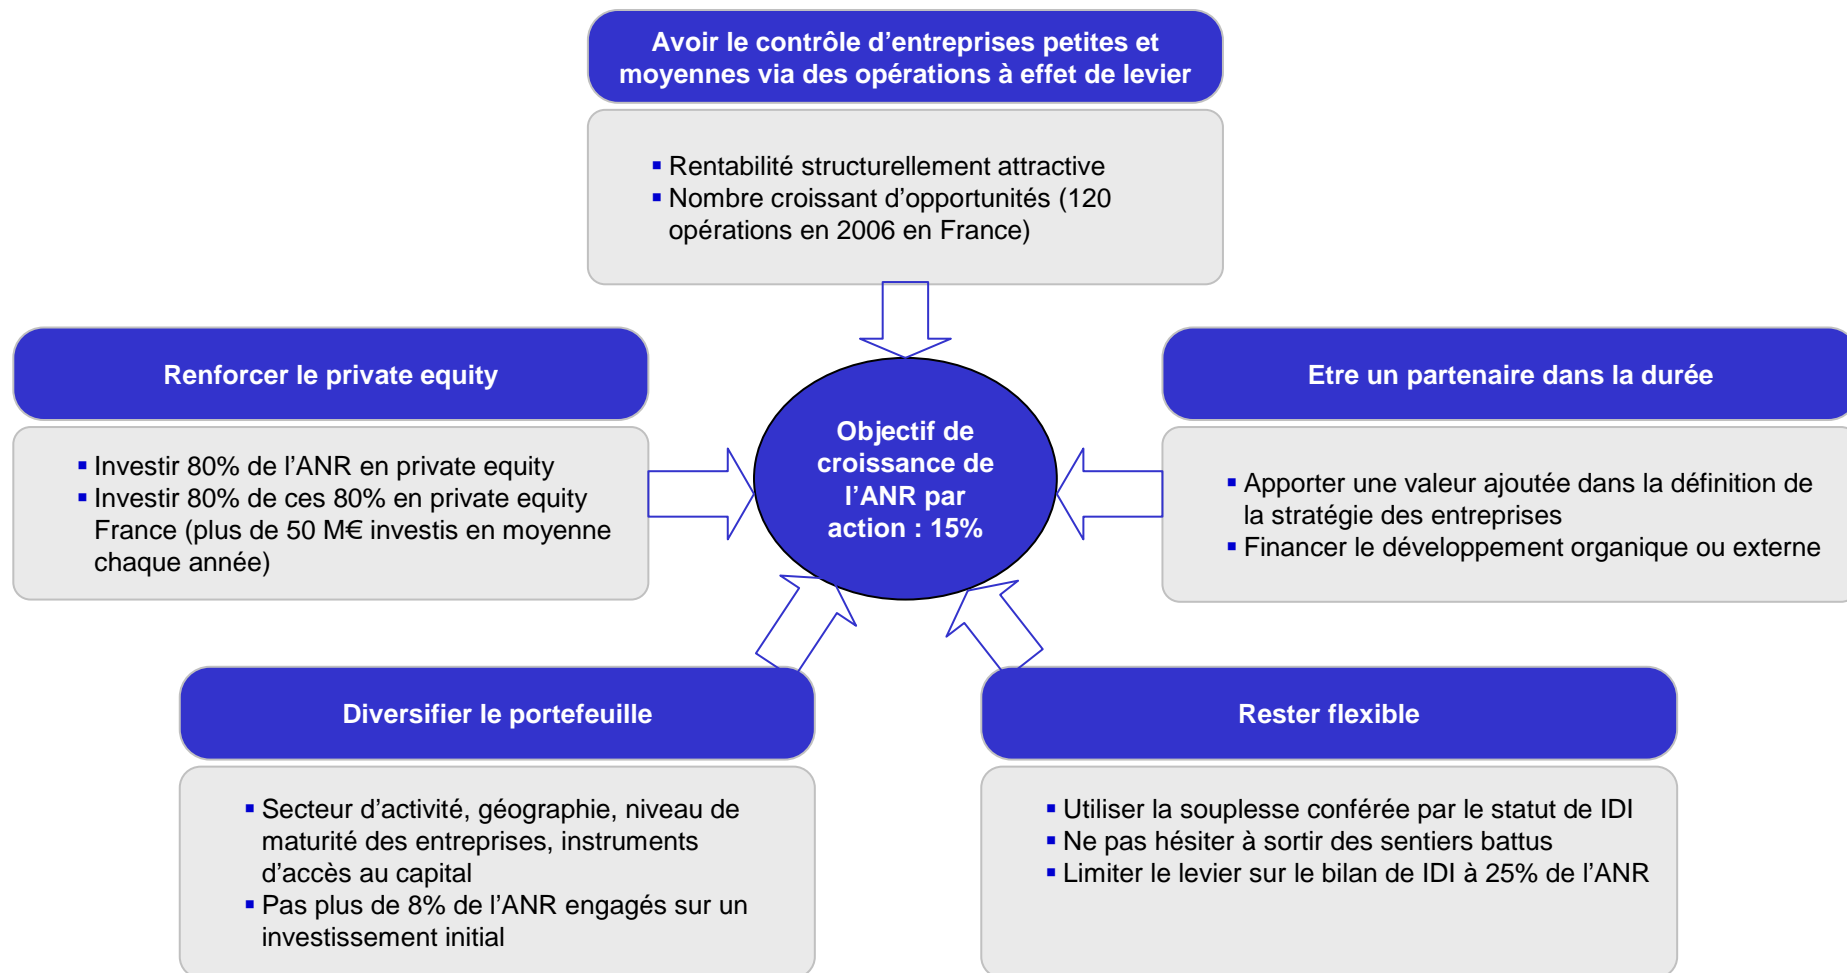 Avoir le contrôle d’entreprises petites et
moyennes via des opérations à effet de levier
▪ Rentabilité structurellement attractive
▪ Nombre croissant d’opportunités (120
opérations en 2006 en France)
Renforcer le private equity
▪ Investir 80% de l’ANR en private equity
▪ Investir 80% de ces 80% en private equity
France (plus de 50 M€ investis en moyenne
chaque année)
Objectif de
croissance de
l’ANR par
action : 15%
Etre un partenaire dans la durée
▪ Apporter une valeur ajoutée dans la définition de
la stratégie des entreprises
▪ Financer le développement organique ou externe
Diversifier le portefeuille
▪ Secteur d’activité, géographie, niveau de
maturité des entreprises, instruments
d’accès au capital
▪ Pas plus de 8% de l’ANR engagés sur un
investissement initial
Rester flexible
▪ Utiliser la souplesse conférée par le statut de IDI
▪ Ne pas hésiter à sortir des sentiers battus
▪ Limiter le levier sur le bilan de IDI à 25% de l’ANR